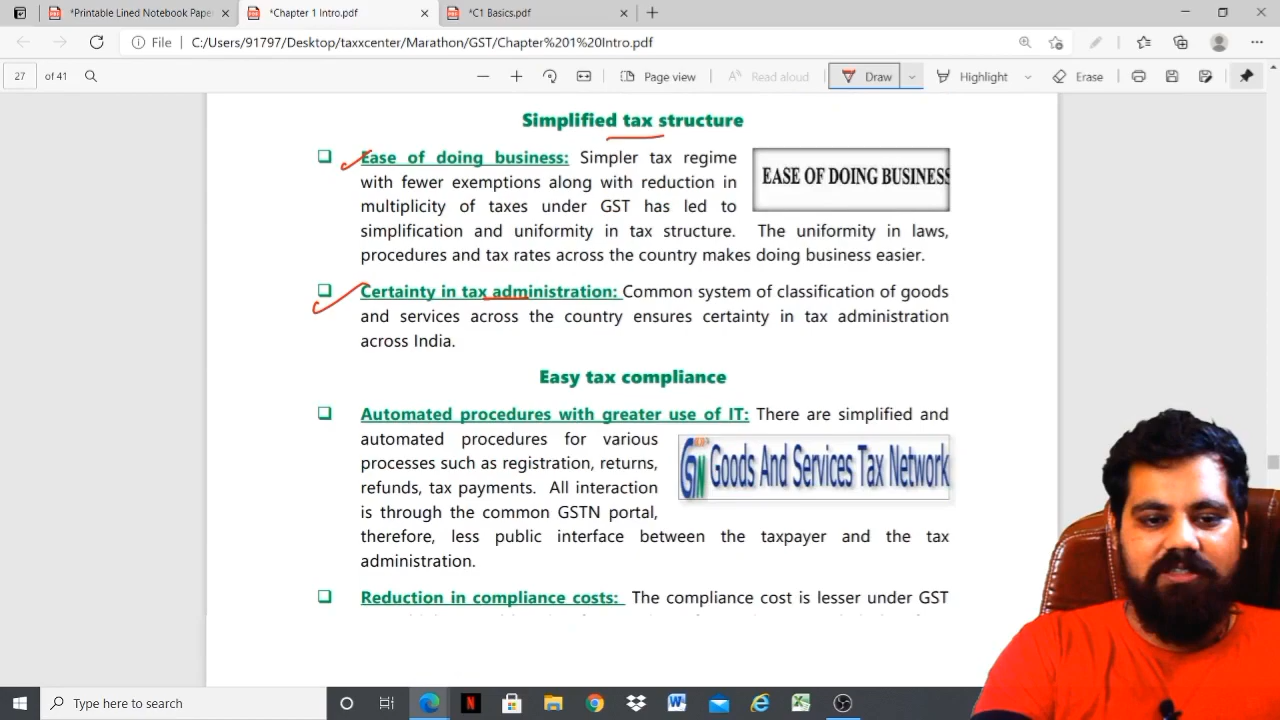 *Printable Lined Notebook Pape
*Chapter 1 Intro.pdf
*C1 Basics.pdf
File
C:/Users/91797/Desktop/taxxcenter/Marathon/GST/Chapter%201%20Intro.pdf
27 of 41
Page view
Read aloud
Draw
Highlight
Erase
Simplified tax structure
Ease of doing business: Simpler tax regime
with fewer exemptions along with reduction in
multiplicity of taxes under GST has led to
simplification and uniformity in tax structure. The uniformity in laws,
procedures and tax rates across the country makes doing business easier.
EASE OF DOING BUSINESS
Certainty in tax administration: Common system of classification of goods
and services across the country ensures certainty in tax administration
across India.
Easy tax compliance
Automated procedures with greater use of IT: There are simplified and
automated procedures for various
processes such as registration, returns,
refunds, tax payments. All interaction
is through the common GSTN portal,
therefore, less public interface between the taxpayer and the tax
administration.
Goods And Services Tax Network
Reduction in compliance costs: The compliance cost is lesser under GST
Type here to search